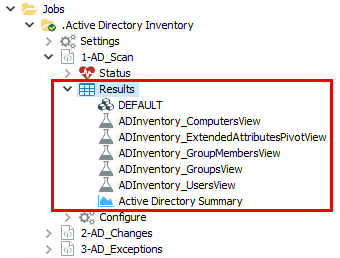 Jobs
.Active Directory Inventory
Settings
1-AD_Scan
Status
Results
DEFAULT
ADInventory_ComputersView
ADInventory_ExtendedAttributesPivotView
ADInventory_GroupMembersView
ADInventory_GroupsView
ADInventory_UsersView
Active Directory Summary
Configure
2-AD_Changes
3-AD_Exceptions